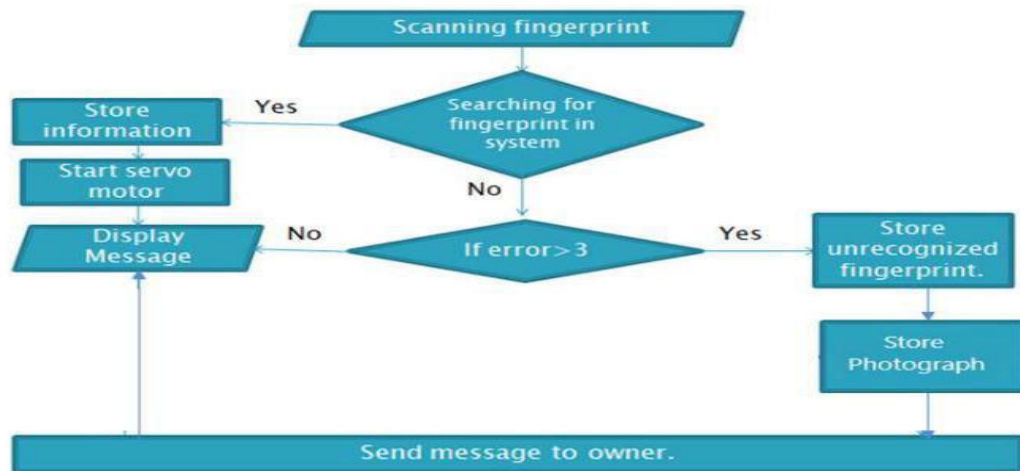 Scanning fingerprint
Searching for
fingerprint in
system
Yes
Store
information
Start servo
motor
Display
Message
No
If error>3
No
Yes
Store
unrecognized
fingerprint.
Store
Photograph
Send message to owner.